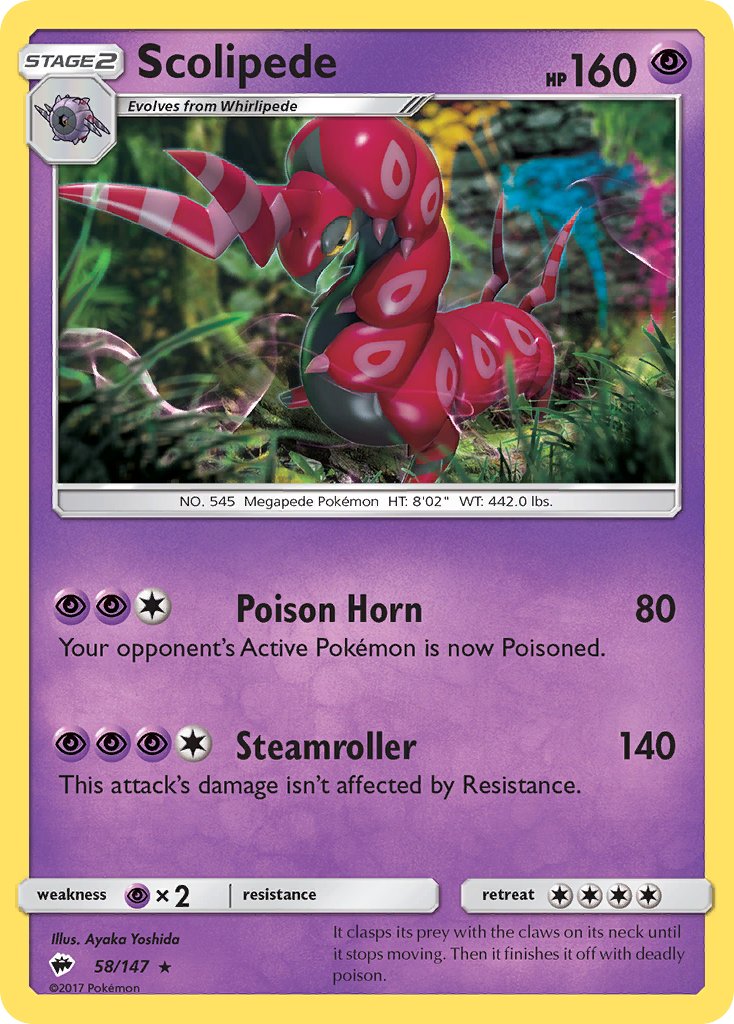 STAGE2
Scolipede
HP 160
Evolves from Whirlipede
NO. 545 Megapede Pokémon HT: 8'02" WT: 442.0 lbs.
Poison Horn 80
Your opponent's Active Pokémon is now Poisoned.
Steamroller 140
This attack's damage isn't affected by Resistance.
weakness ×2 resistance retreat
Illus. Ayaka Yoshida
58/147 ★
©2017 Pokémon
It clasps its prey with the claws on its neck until
it stops moving. Then it finishes it off with deadly
poison.